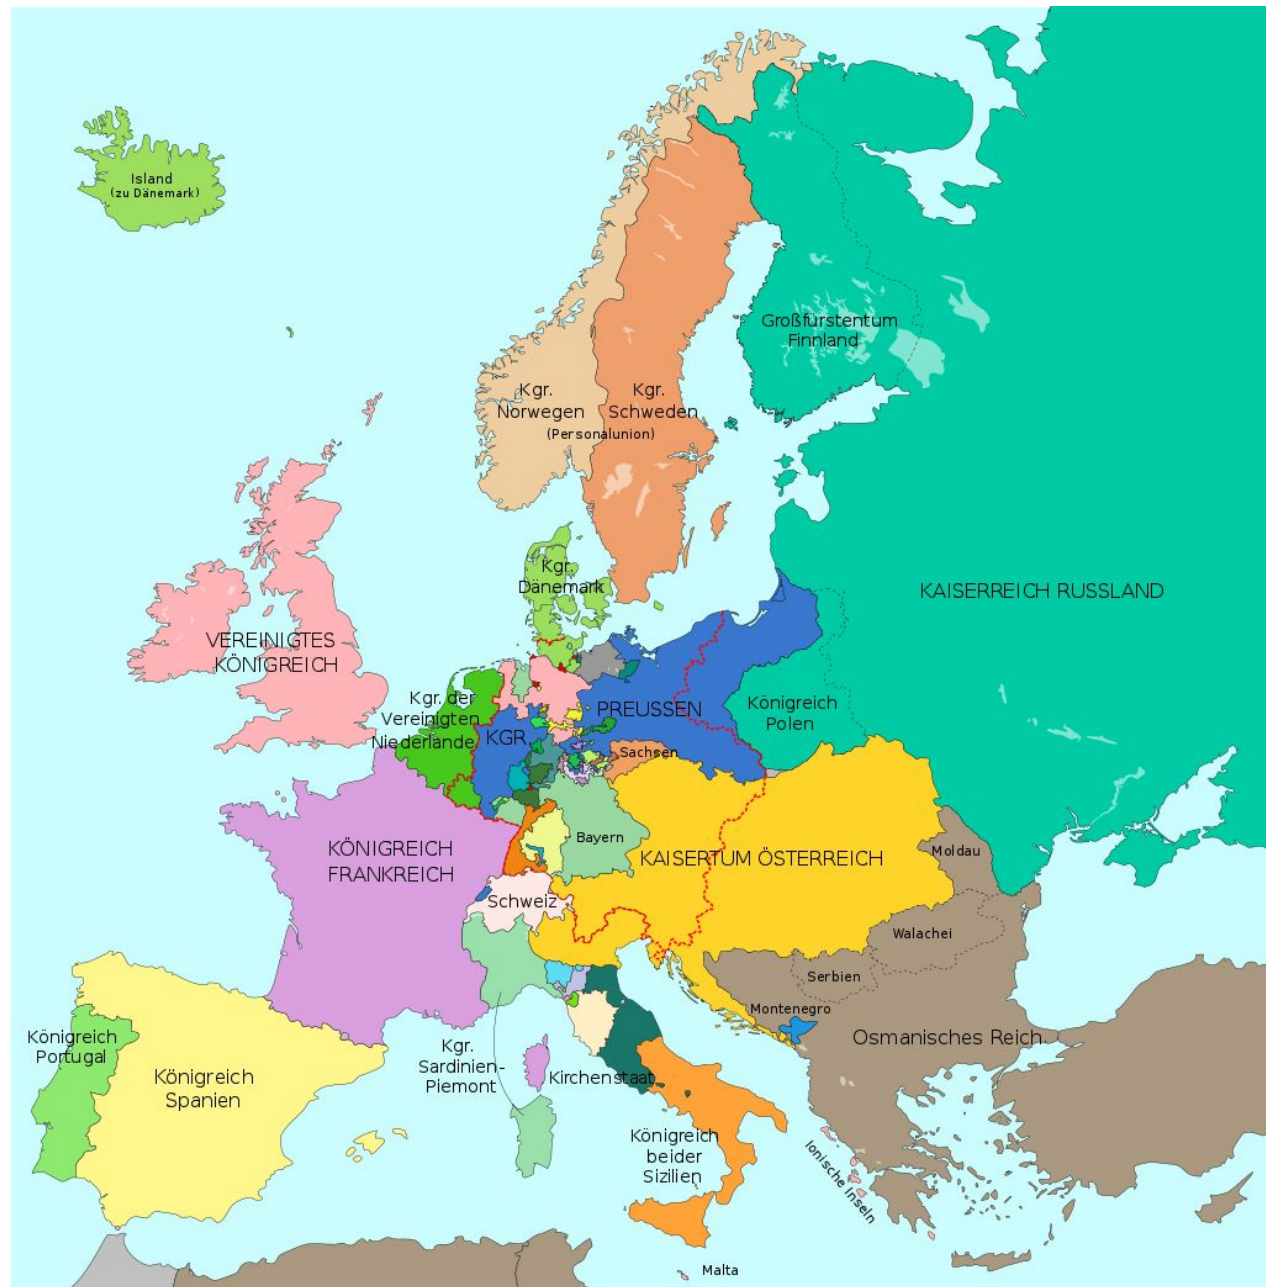 Island
(zu Dänemark)
Großfürstentum
Finnland
Kgr.
Norwegen
Kgr.
Schweden
(Personalunion)
Kgr.
Dänemark
KAISERREICH RUSSLAND
VEREINIGTES
KÖNIGREICH
Kgr. der
Vereinigten
Niederlande
KGR.
PREUSSEN
Königreich
Polen
Sachsen
KÖNIGREICH
FRANKREICH
Bayern
KAISERTUM ÖSTERREICH
Moldau
Schweiz
Walachei
Serbien
Montenegro
Osmanisches Reich
Königreich
Portugal
Königreich
Spanien
Kgr.
Sardinien-
Piemont
Kirchenstaat
Königreich
beider
Sizilien
Ionische Inseln
Malta